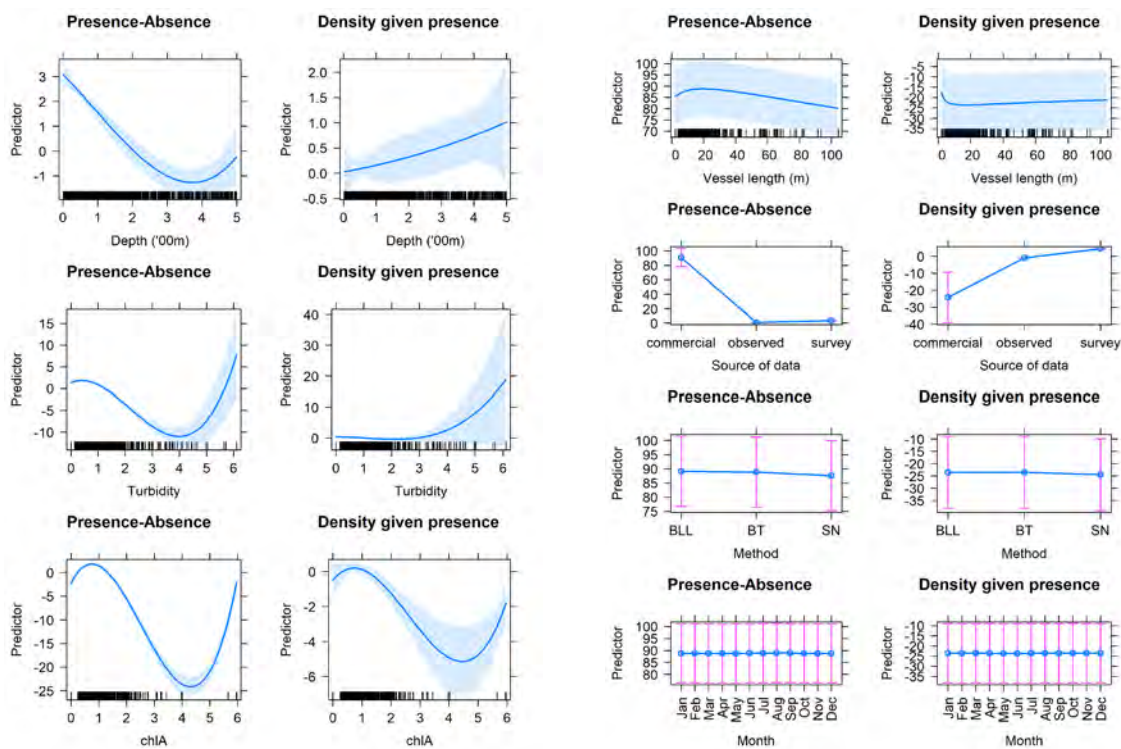 Presence-Absence
Predictor
3
2
1
0
-1
0 1 2 3 4 5
Depth ('00m)
Density given presence
Predictor
2.0
1.5
1.0
0.5
0.0
-0.5
0 1 2 3 4 5
Depth ('00m)
Presence-Absence
Predictor
15
10
5
0
-5
-10
0 1 2 3 4 5 6
Turbidity
Density given presence
Predictor
40
30
20
10
0
0 1 2 3 4 5 6
Turbidity
Presence-Absence
Predictor
0
-5
-10
-15
-20
-25
0 1 2 3 4 5 6
chlA
Density given presence
Predictor
0
-2
-4
-6
0 1 2 3 4 5 6
chlA
Presence-Absence
Predictor
100
95
90
85
80
75
70
0 20 40 60 80 100
Vessel length (m)
Density given presence
Predictor
-5
-10
-15
-20
-25
-30
-35
0 20 40 60 80 100
Vessel length (m)
Presence-Absence
Predictor
100
90
80
70
60
50
40
30
20
10
0
commercial observed survey
Source of data
Density given presence
Predictor
0
-10
-20
-30
-40
commercial observed survey
Source of data
Presence-Absence
Predictor
100
95
90
85
80
75
BLL BT SN
Method
Density given presence
Predictor
-10
-15
-20
-25
-30
-35
BLL BT SN
Method
Presence-Absence
Predictor
100
95
90
85
80
Jan Feb Mar Apr May Jun Jul Aug Sep Oct Nov Dec
Month
Density given presence
Predictor
-10
-15
-20
-25
-30
-35
Jan Feb Mar Apr May Jun Jul Aug Sep Oct Nov Dec
Month